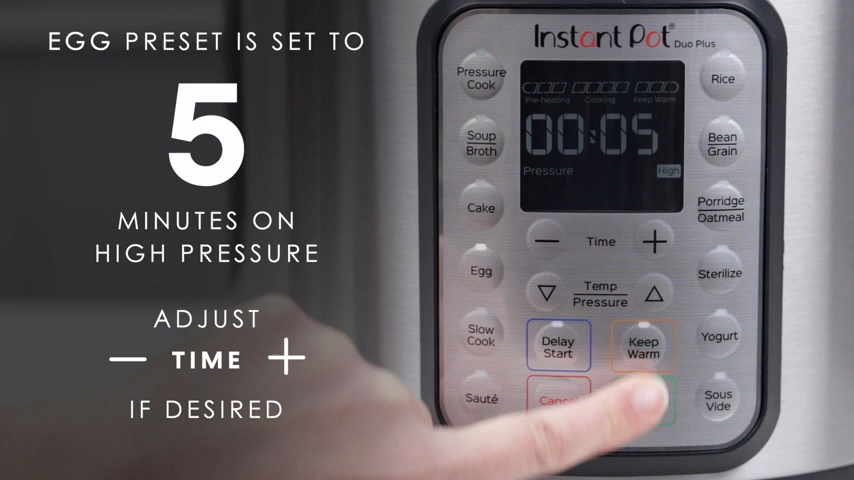 EGG PRESET IS SET TO
5
MINUTES ON
HIGH PRESSURE
ADJUST
— TIME +
IF DESIRED
Instant Pot® Duo Plus
Pressure
Cook
Soup
Broth
Cake
Egg
Slow
Cook
Sauté
Pre-heating Cooking Keep Warm
00:05
Pressure High
— Time +
Temp
Pressure
Delay
Start
Keep
Warm
Cancel
Rice
Bean
Grain
Porridge
Oatmeal
Sterilize
Yogurt
Sous
Vide